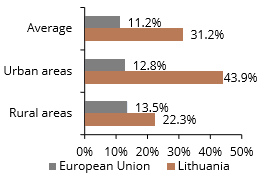 Average
11.2%
31.2%
Urban areas
12.8%
43.9%
Rural areas
13.5%
22.3%
0% 10% 20% 30% 40% 50%
European Union Lithuania